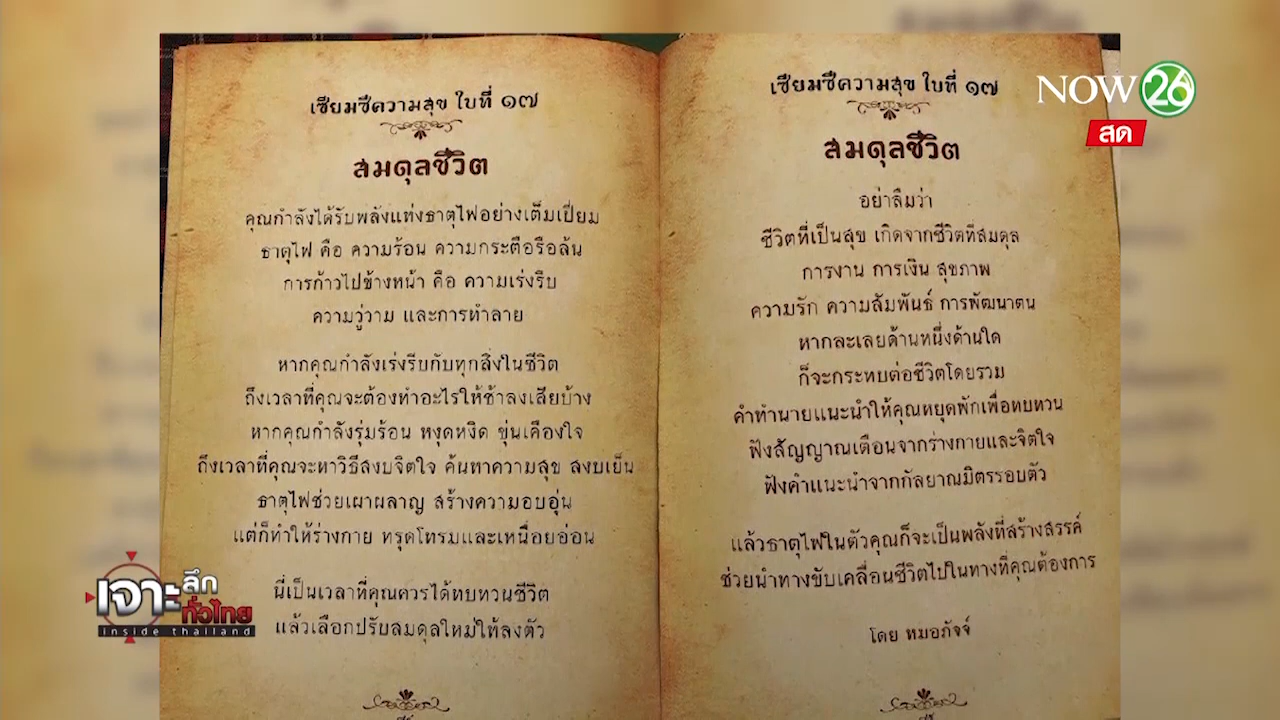 เซียมซีความสุข ใบที่ ๑๗
สมดุลชีวิต
คุณกำลังได้รับพลังแห่งธาตุไฟอย่างเต็มเปี่ยม
ธาตุไฟ คือ ความร้อน ความกระตือรือล้น
การก้าวไปข้างหน้า คือ ความเร่งรีบ
ความวู่วาม และการทำลาย
หากคุณกำลังเร่งรีบกับทุกสิ่งในชีวิต
ถึงเวลาที่คุณจะต้องทำอะไรให้ช้าลงเสียบ้าง
หากคุณกำลังรุ่มร้อน หงุดหงิด ขุ่นเคืองใจ
ถึงเวลาที่คุณจะหาวิธีสงบจิตใจ ค้นหาความสุข สงบเย็น
ธาตุไฟช่วยเผาผลาญ สร้างความอบอุ่น
แต่ก็ทำให้ร่างกาย ทรุดโทรมและเหนื่อยอ่อน
นี่เป็นเวลาที่คุณควรได้ทบทวนชีวิต
แล้วเลือกปรับสมดุลใหม่ให้ลงตัว
เซียมซีความสุข ใบที่ ๑๗
สมดุลชีวิต
อย่าลืมว่า
ชีวิตที่เป็นสุข เกิดจากชีวิตที่สมดุล
การงาน การเงิน สุขภาพ
ความรัก ความสัมพันธ์ การพัฒนาตน
หากละเลยด้านหนึ่งด้านใด
ก็จะกระทบต่อชีวิตโดยรวม
คำทำนายแนะนำให้คุณหยุดพักเพื่อทบทวน
ฟังสัญญาณเตือนจากร่างกายและจิตใจ
ฟังคำแนะนำจากกัลยาณมิตรรอบตัว
แล้วธาตุไฟในตัวคุณก็จะเป็นพลังที่สร้างสรรค์
ช่วยนำทางขับเคลื่อนชีวิตไปในทางที่คุณต้องการ
โดย หมอภัจจ์
NOW 26
สด
เจาะลึกทั่วไทย
inside thailand